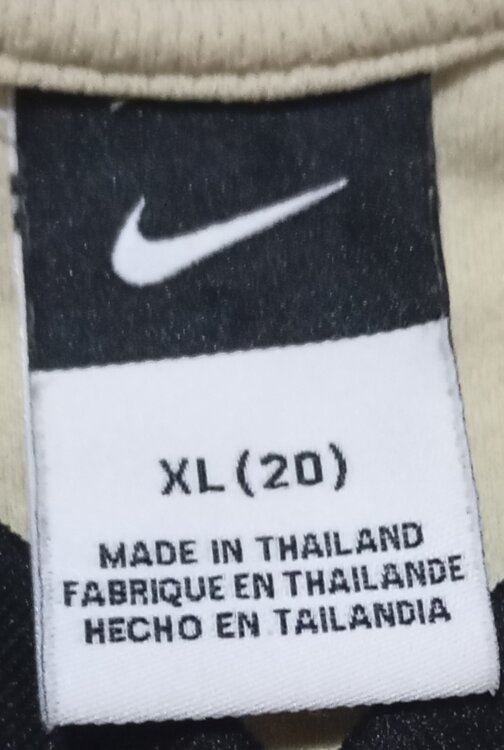 XL (20)
MADE IN THAILAND
FABRIQUE EN THAILANDE
HECHO EN TAILANDIA